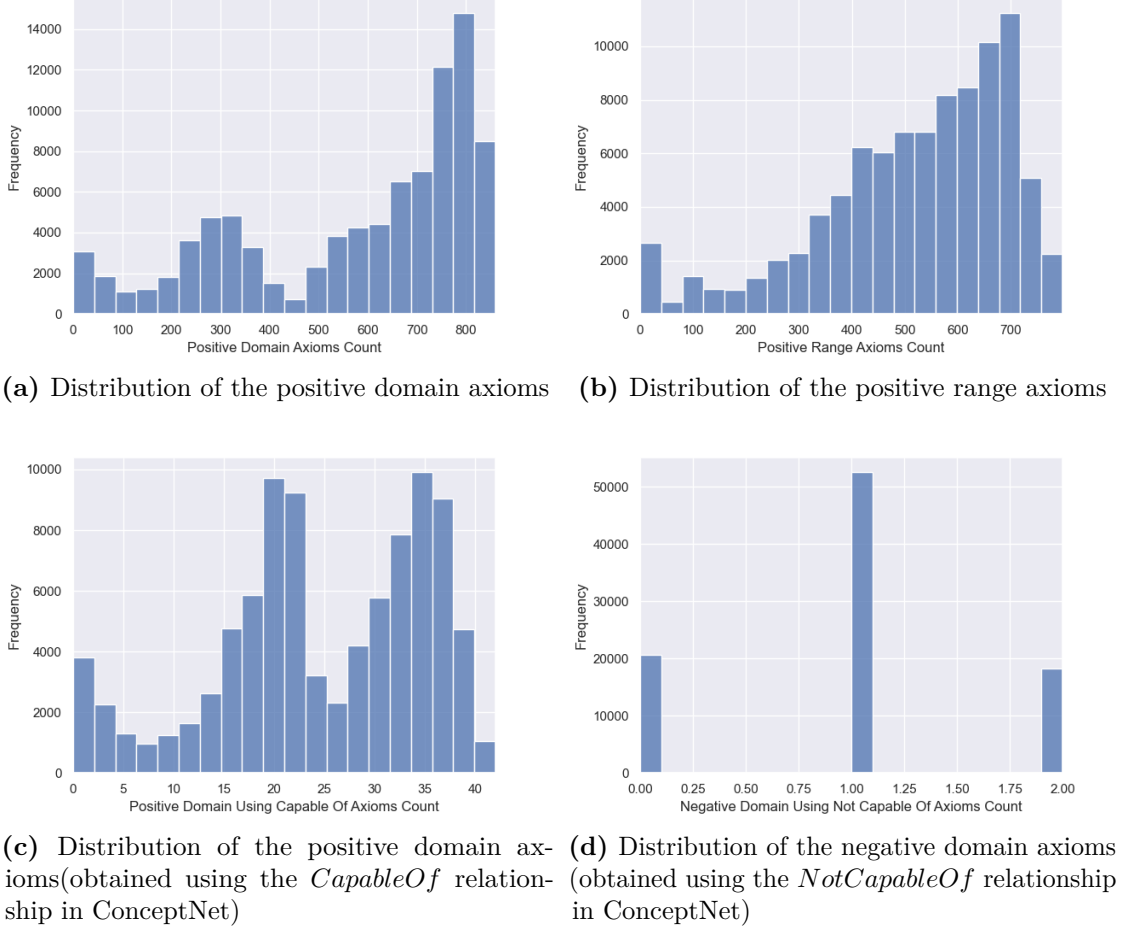 14000
12000
10000
8000
6000
4000
2000
0
Frequency
0 100 200 300 400 500 600 700 800
Positive Domain Axioms Count
10000
8000
6000
4000
2000
0
Frequency
0 100 200 300 400 500 600 700
Positive Range Axioms Count
(a) Distribution of the positive domain axioms
(b) Distribution of the positive range axioms
10000
8000
6000
4000
2000
0
Frequency
0 5 10 15 20 25 30 35 40
Positive Domain Using Capable Of Axioms Count
50000
40000
30000
20000
10000
0
Frequency
0.00 0.25 0.50 0.75 1.00 1.25 1.50 1.75 2.00
Negative Domain Using Not Capable Of Axioms Count
(c) Distribution of the positive domain ax-
ioms(obtained using the CapableOf relation-
ship in ConceptNet)
(d) Distribution of the negative domain axioms
(obtained using the NotCapableOf relationship
in ConceptNet)